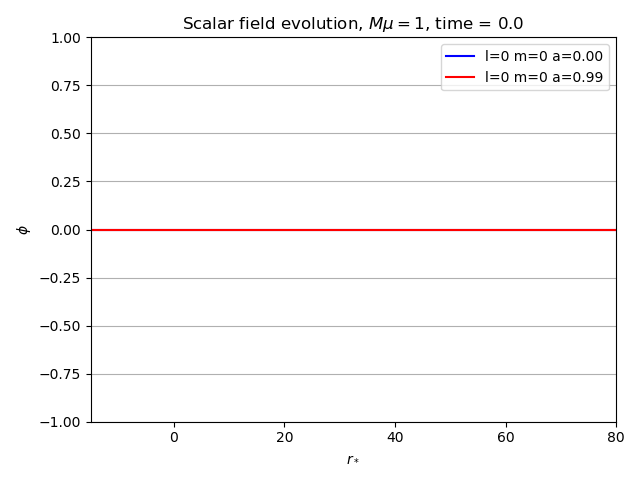 Scalar field evolution, Mμ = 1, time = 0.0
l=0 m=0 a=0.00
l=0 m=0 a=0.99
1.00
0.75
0.50
0.25
0.00
−0.25
−0.50
−0.75
−1.00
ϕ
0 20 40 60 80
r*